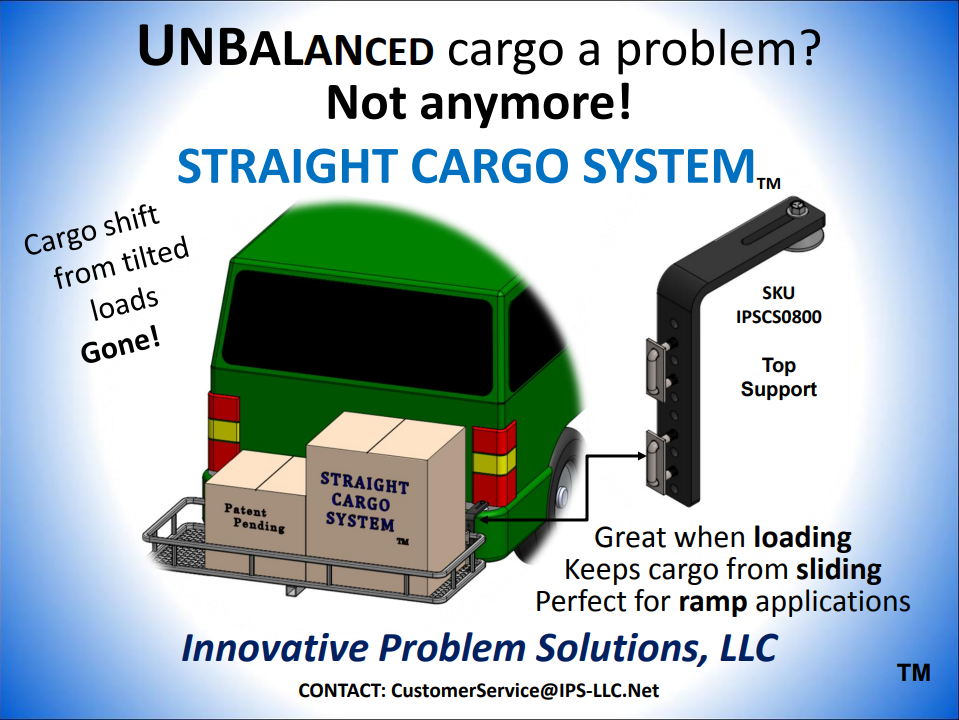 UNBALANCED cargo a problem?
Not anymore!
STRAIGHT CARGO SYSTEM™
Cargo shift
from tilted
loads
Gone!
SKU
IPSCS0800
Top
Support
Patent
Pending
STRAIGHT
CARGO
SYSTEM
™
Great when loading
Keeps cargo from sliding
Perfect for ramp applications
Innovative Problem Solutions, LLC
™
CONTACT: CustomerService@IPS-LLC.Net